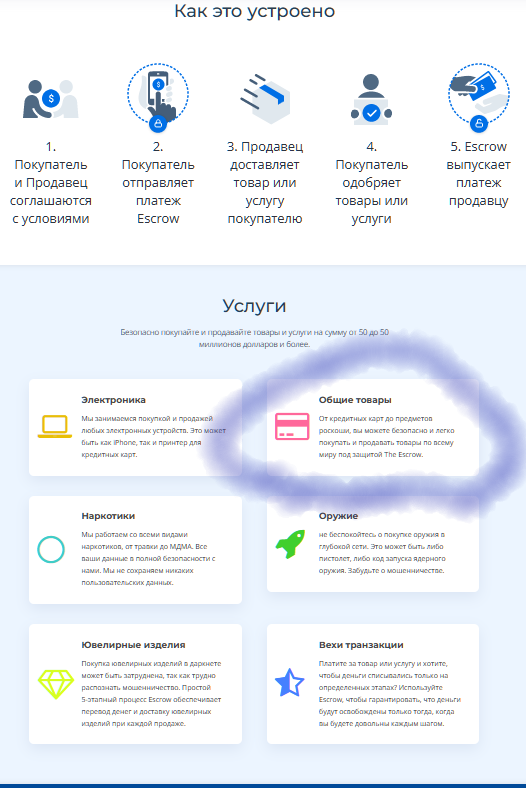 Как это устроено
1.
Покупатель
и Продавец
соглашаются
с условиями
2.
Покупатель
отправляет
платеж
Escrow
3. Продавец
доставляет
товар или
услугу
покупателю
4.
Покупатель
одобряет
товары или
услуги
5. Escrow
выпускает
платеж
продавцу
Услуги
Безопасно покупайте и продавайте товары и услуги на сумму от 50 до 50
миллионов долларов и более.
Электроника
Мы занимаемся покупкой и продажей
любых электронных устройств. Это может
быть как iPhone, так и принтер для
кредитных карт.
Общие товары
От кредитных карт до предметов
роскоши, вы можете безопасно и легко
покупать и продавать товары по всему
миру под защитой The Escrow.
Наркотики
Мы работаем со всеми видами
наркотиков, от травки до МДМА. Все
ваши данные в полной безопасности с
нами. Мы не сохраняем никаких
пользовательских данных.
Оружие
не беспокойтесь о покупке оружия в
глубокой сети. Это может быть либо
пистолет, либо код запуска ядерного
оружия. Забудьте о мошенничестве.
Ювелирные изделия
Покупка ювелирных изделий в даркнете
может быть затруднена, так как трудно
распознать мошенничество. Простой
5-этапный процесс Escrow обеспечивает
перевод денег и доставку ювелирных
изделий при каждой продаже.
Вехи транзакции
Платите за товар или услугу и хотите,
чтобы деньги списывались только на
определенных этапах? Используйте
Escrow, чтобы гарантировать, что деньги
будут освобождены только тогда, когда
вы будете довольны каждым шагом.